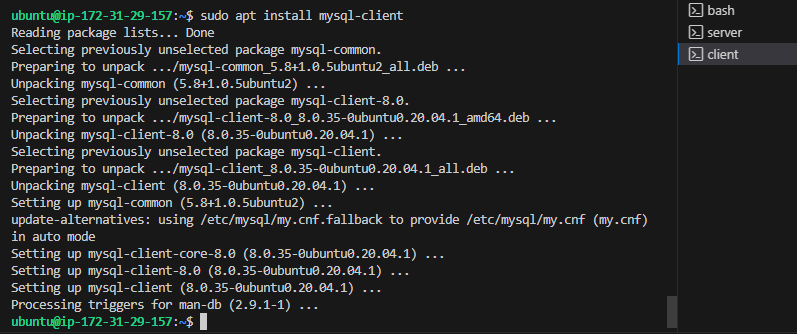 ubuntu@ip-172-31-29-157:~$ sudo apt install mysql-client
Reading package lists... Done
Selecting previously unselected package mysql-common.
Preparing to unpack .../mysql-common_5.8+1.0.5ubuntu2_all.deb ...
Unpacking mysql-common (5.8+1.0.5ubuntu2) ...
Selecting previously unselected package mysql-client-8.0.
Preparing to unpack .../mysql-client-8.0_8.0.35-0ubuntu0.20.04.1_amd64.deb ...
Unpacking mysql-client-8.0 (8.0.35-0ubuntu0.20.04.1) ...
Selecting previously unselected package mysql-client.
Preparing to unpack .../mysql-client_8.0.35-0ubuntu0.20.04.1_all.deb ...
Unpacking mysql-client (8.0.35-0ubuntu0.20.04.1) ...
Setting up mysql-common (5.8+1.0.5ubuntu2) ...
update-alternatives: using /etc/mysql/my.cnf.fallback to provide /etc/mysql/my.cnf (my.cnf)
in auto mode
Setting up mysql-client-core-8.0 (8.0.35-0ubuntu0.20.04.1) ...
Setting up mysql-client-8.0 (8.0.35-0ubuntu0.20.04.1) ...
Setting up mysql-client (8.0.35-0ubuntu0.20.04.1) ...
Processing triggers for man-db (2.9.1-1) ...
ubuntu@ip-172-31-29-157:~$
bash
server
client